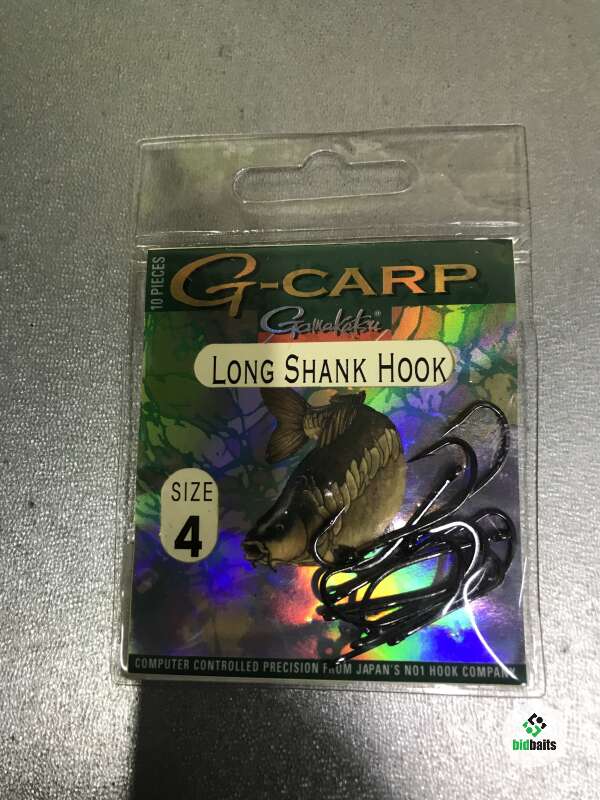 10 PIECES
G-CARP
Gamakatsu®
LONG SHANK HOOK
SIZE
4
COMPUTER CONTROLLED PRECISION FROM JAPAN'S NO1 HOOK COMPANY
bidbaits